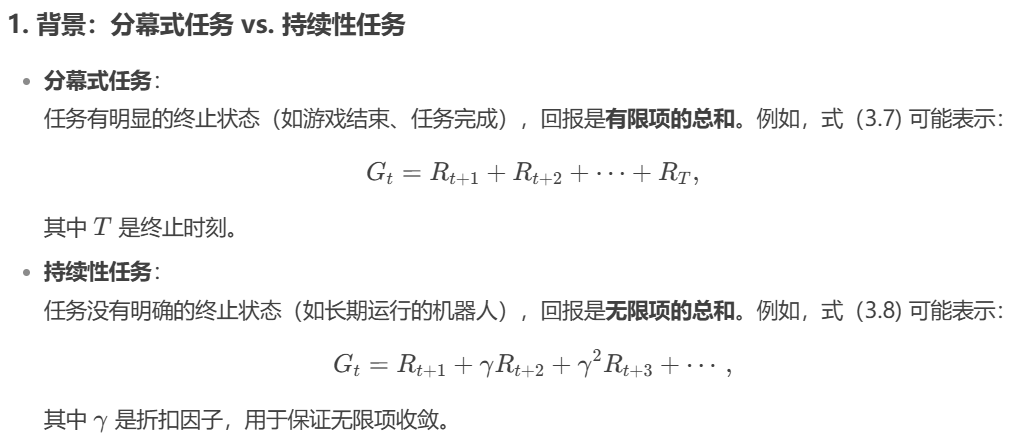 1. 背景：分幕式任务 vs. 持续性任务
• 分幕式任务：
任务有明显的终止状态（如游戏结束、任务完成），回报是有限项的总和。例如，式 (3.7) 可能表示：
G_t = R_{t+1} + R_{t+2} + ⋯ + R_T,
其中 T 是终止时刻。
• 持续性任务：
任务没有明确的终止状态（如长期运行的机器人），回报是无限项的总和。例如，式 (3.8) 可能表示：
G_t = R_{t+1} + γR_{t+2} + γ^2 R_{t+3} + ⋯ ,
其中 γ 是折扣因子，用于保证无限项收敛。